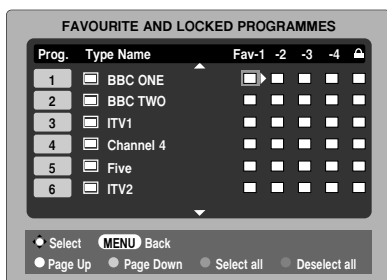 FAVOURITE AND LOCKED PROGRAMMES
Prog. Type Name Fav-1 -2 -3 -4
1 BBC ONE
2 BBC TWO
3 ITV1
4 Channel 4
5 Five
6 ITV2
Select MENU Back
Page Up Page Down Select all Deselect all